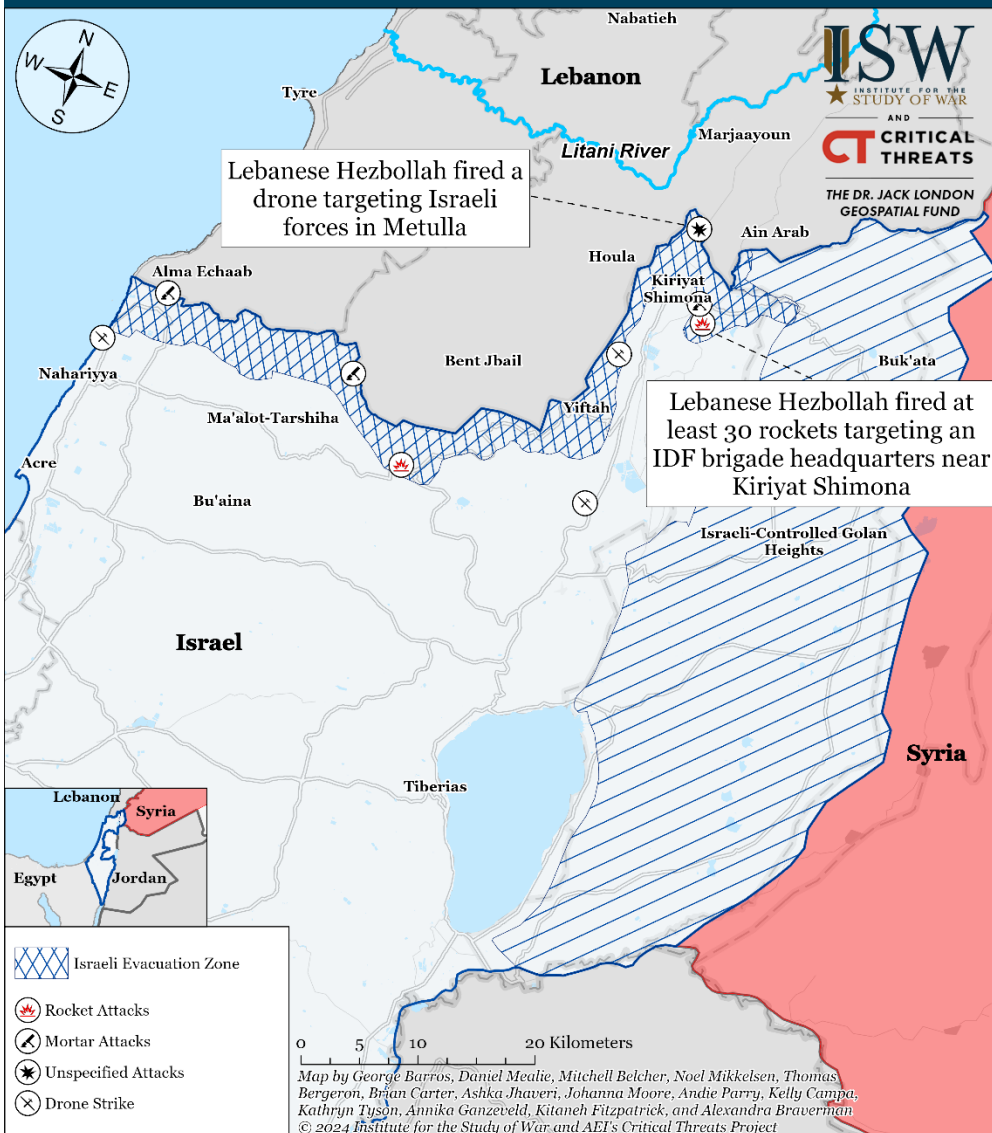 N
W
E
S
Nabatieh
Lebanon
ISW
INSTITUTE FOR THE
STUDY OF WAR
AND
CT CRITICAL
THREATS
THE DR. JACK LONDON
GEOSPATIAL FUND
Tyre
Marjaayoun
Litani River
Lebanese Hezbollah fired a
drone targeting Israeli
forces in Metulla
Ain Arab
Houla
Alma Echaab
Kiriyat
Shimona
Bent Jbail
Buk'ata
Nahariyya
Yiftah
Ma'alot-Tarshiha
Lebanese Hezbollah fired at
least 30 rockets targeting an
IDF brigade headquarters near
Kiriyat Shimona
Acre
Bu'aina
Israeli-Controlled Golan
Heights
Israel
Syria
Tiberias
Lebanon
Syria
Egypt
Jordan
Israeli Evacuation Zone
Rocket Attacks
Mortar Attacks
Unspecified Attacks
Drone Strike
0 5 10 20 Kilometers
Map by George Barros, Daniel Mealie, Mitchell Belcher, Noel Mikkelsen, Thomas
Bergeron, Brian Carter, Ashka Jhaveri, Johanna Moore, Andie Parry, Kelly Campa,
Kathryn Tyson, Annika Ganzeveld, Kitaneh Fitzpatrick, and Alexandra Braverman
© 2024 Institute for the Study of War and AEI's Critical Threats Project